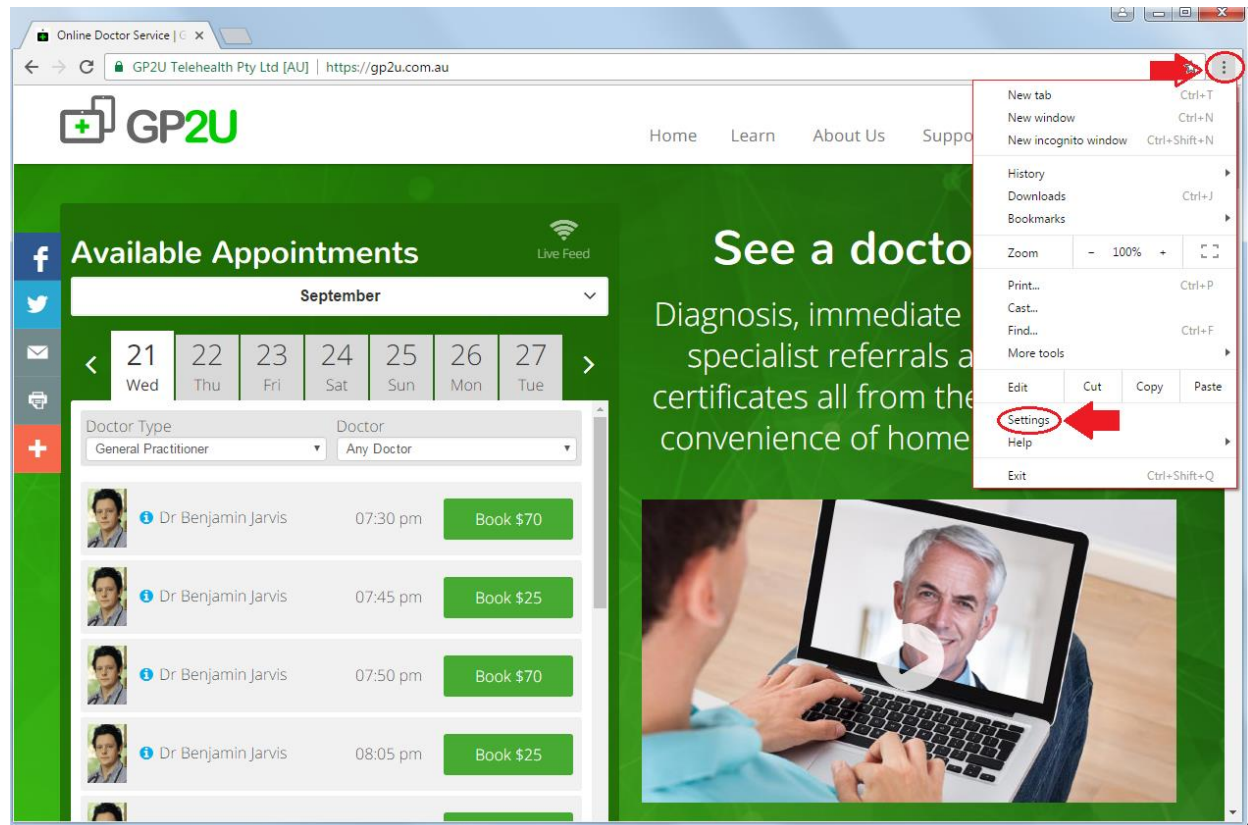 Online Doctor Service | G
GP2U Telehealth Pty Ltd [AU] | https://gp2u.com.au
GP2U
Home Learn About Us Suppo
New tab Ctrl+T
New window Ctrl+N
New incognito window Ctrl+Shift+N
History
Downloads Ctrl+J
Bookmarks
Zoom - 100% +
Print... Ctrl+P
Cast...
Find... Ctrl+F
More tools
Edit Cut Copy Paste
Settings
Help
Exit Ctrl+Shift+Q
Available Appointments
Live Feed
September
21 22 23 24 25 26 27
Wed Thu Fri Sat Sun Mon Tue
Doctor Type Doctor
General Practitioner Any Doctor
Dr Benjamin Jarvis 07:30 pm Book $70
Dr Benjamin Jarvis 07:45 pm Book $25
Dr Benjamin Jarvis 07:50 pm Book $70
Dr Benjamin Jarvis 08:05 pm Book $25
See a docto
Diagnosis, immediate
specialist referrals a
certificates all from the
convenience of home